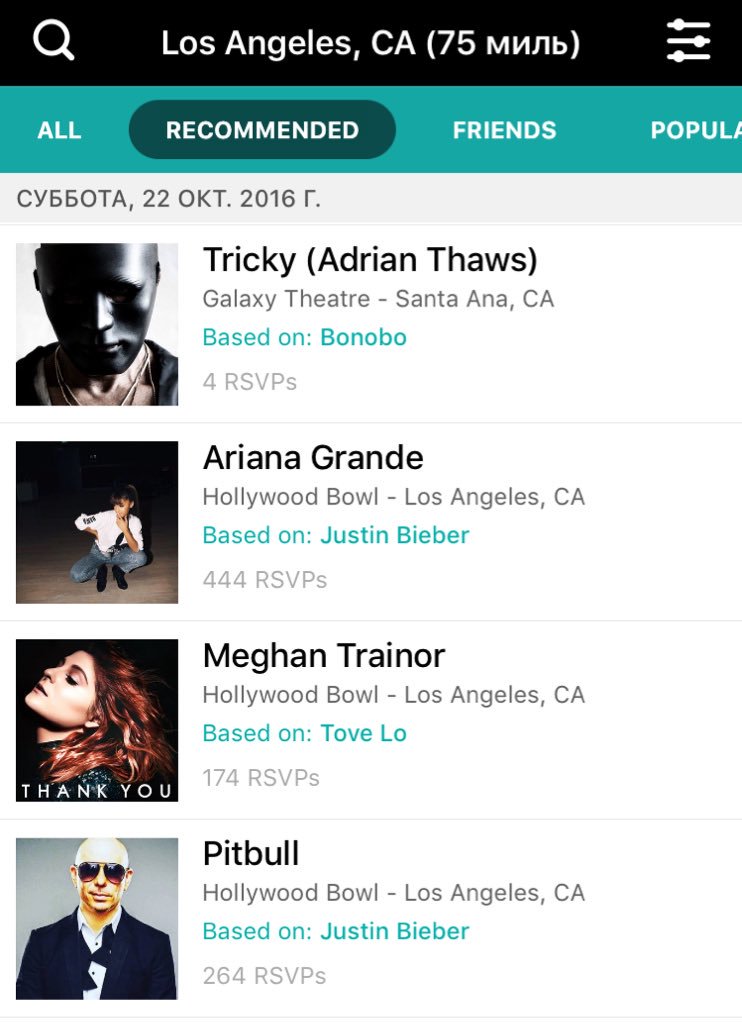 Los Angeles, CA (75 миль)
ALL RECOMMENDED FRIENDS POPULA
СУББОТА, 22 ОКТ. 2016 Г.
Tricky (Adrian Thaws)
Galaxy Theatre - Santa Ana, CA
Based on: Bonobo
4 RSVPs
Ariana Grande
Hollywood Bowl - Los Angeles, CA
Based on: Justin Bieber
444 RSVPs
Meghan Trainor
Hollywood Bowl - Los Angeles, CA
Based on: Tove Lo
174 RSVPs
THANK YOU
Pitbull
Hollywood Bowl - Los Angeles, CA
Based on: Justin Bieber
264 RSVPs